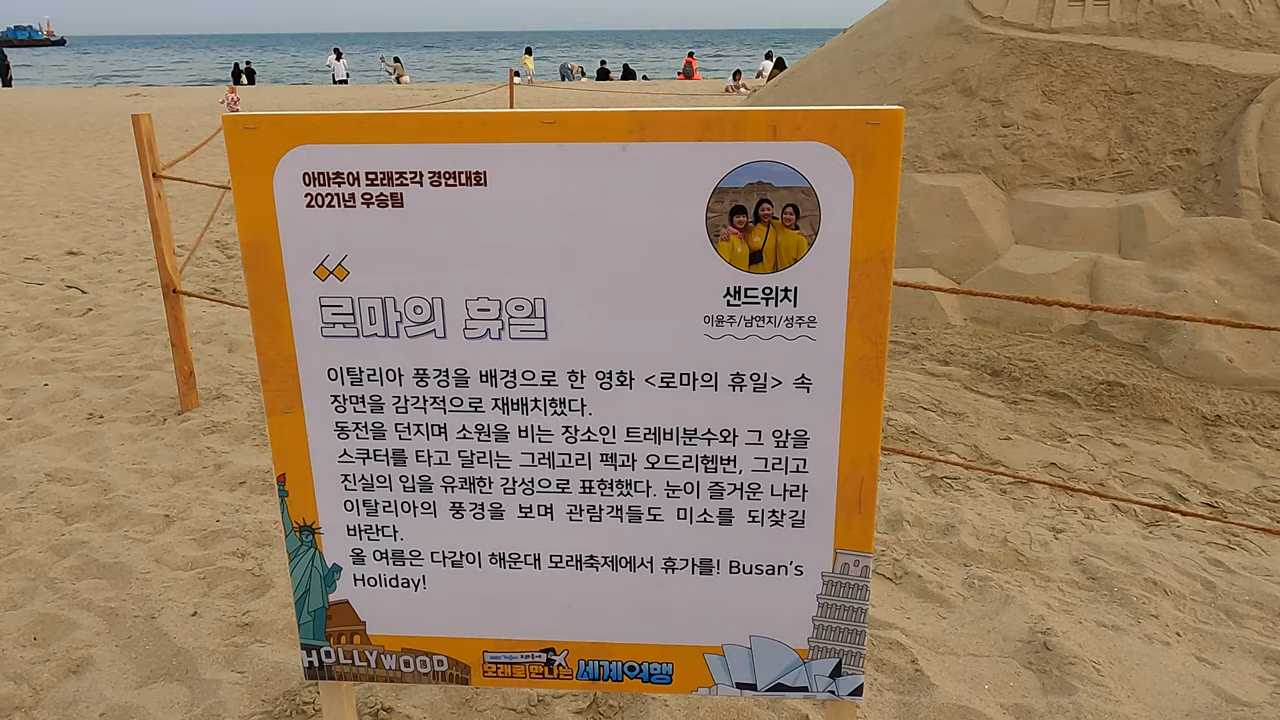 아마추어 모래조각 경연대회
2021년 우승팀
로마의 휴일
샌드위치
이윤주/남연지/성주은
이탈리아 풍경을 배경으로 한 영화 <로마의 휴일> 속
장면을 감각적으로 재배치했다.
동전을 던지며 소원을 비는 장소인 트레비분수와 그 앞을
스쿠터를 타고 달리는 그레고리 펙과 오드리헵번, 그리고
진실의 입을 유쾌한 감성으로 표현했다. 눈이 즐거운 나라
이탈리아의 풍경을 보며 관람객들도 미소를 되찾길
바란다.
올 여름은 다같이 해운대 모래축제에서 휴가를! Busan's
Holiday!
HOLLYWOOD
모래로 만나는 세계여행